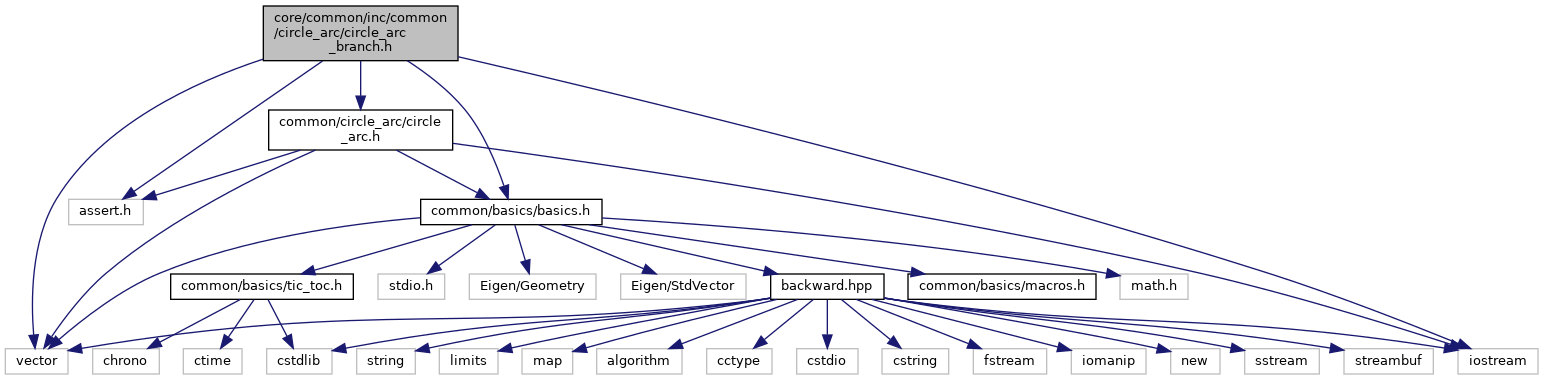 core/common/inc/common
/circle_arc/circle_arc
_branch.h
common/circle_arc/circle
_arc.h
assert.h
common/basics/basics.h
common/basics/tic_toc.h
stdio.h
Eigen/Geometry
Eigen/StdVector
backward.hpp
common/basics/macros.h
math.h
vector
chrono
ctime
cstdlib
string
limits
map
algorithm
cctype
cstdio
cstring
fstream
iomanip
new
sstream
streambuf
iostream